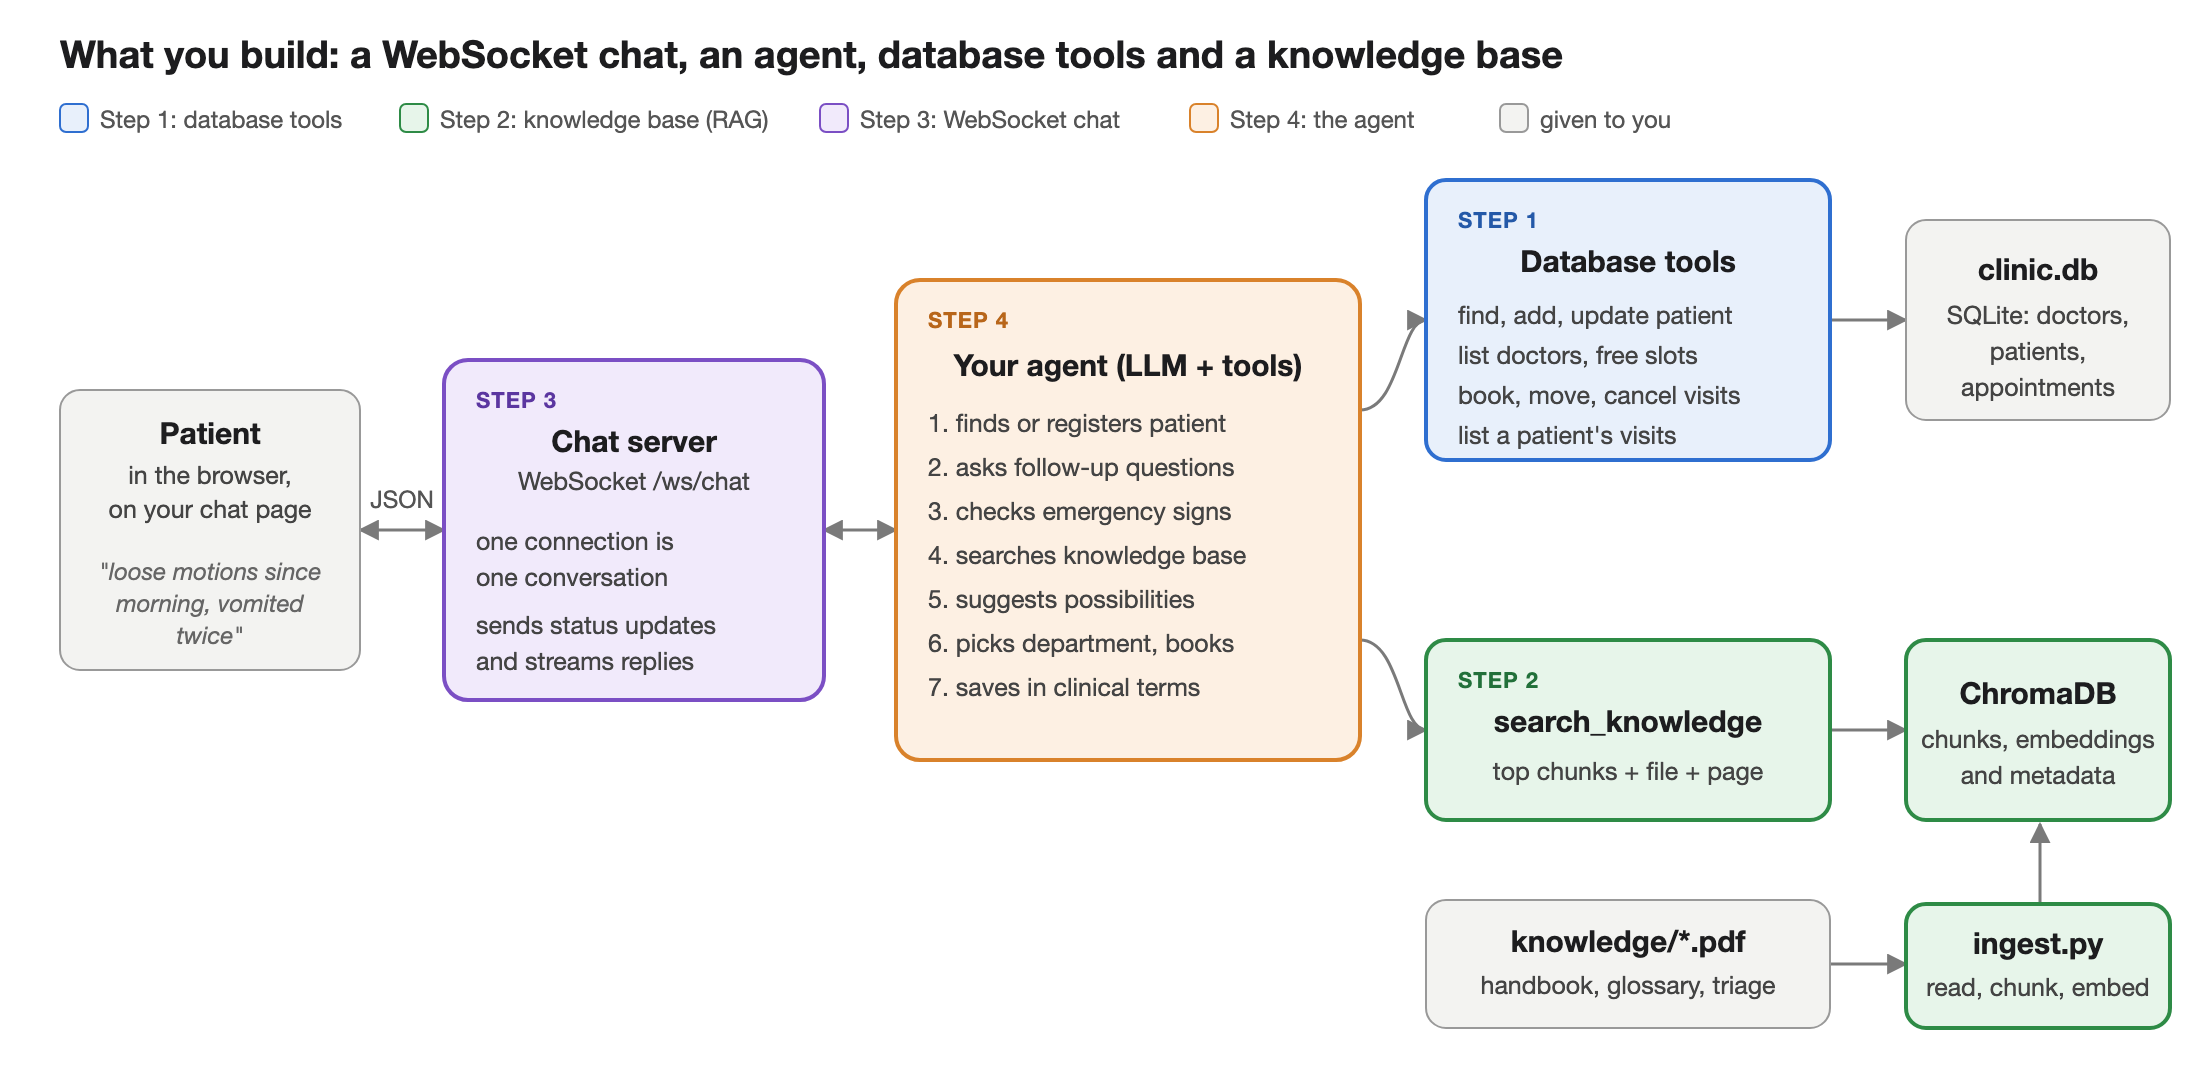 What you build: a WebSocket chat, an agent, database tools and a knowledge base
Step 1: database tools
Step 2: knowledge base (RAG)
Step 3: WebSocket chat
Step 4: the agent
given to you
Patient
in the browser,
on your chat page
"loose motions since
morning, vomited
twice"
JSON
STEP 3
Chat server
WebSocket /ws/chat
one connection is
one conversation
sends status updates
and streams replies
STEP 4
Your agent (LLM + tools)
1. finds or registers patient
2. asks follow-up questions
3. checks emergency signs
4. searches knowledge base
5. suggests possibilities
6. picks department, books
7. saves in clinical terms
STEP 1
Database tools
find, add, update patient
list doctors, free slots
book, move, cancel visits
list a patient's visits
clinic.db
SQLite: doctors,
patients,
appointments
STEP 2
search_knowledge
top chunks + file + page
ChromaDB
chunks, embeddings
and metadata
knowledge/*.pdf
handbook, glossary, triage
ingest.py
read, chunk, embed